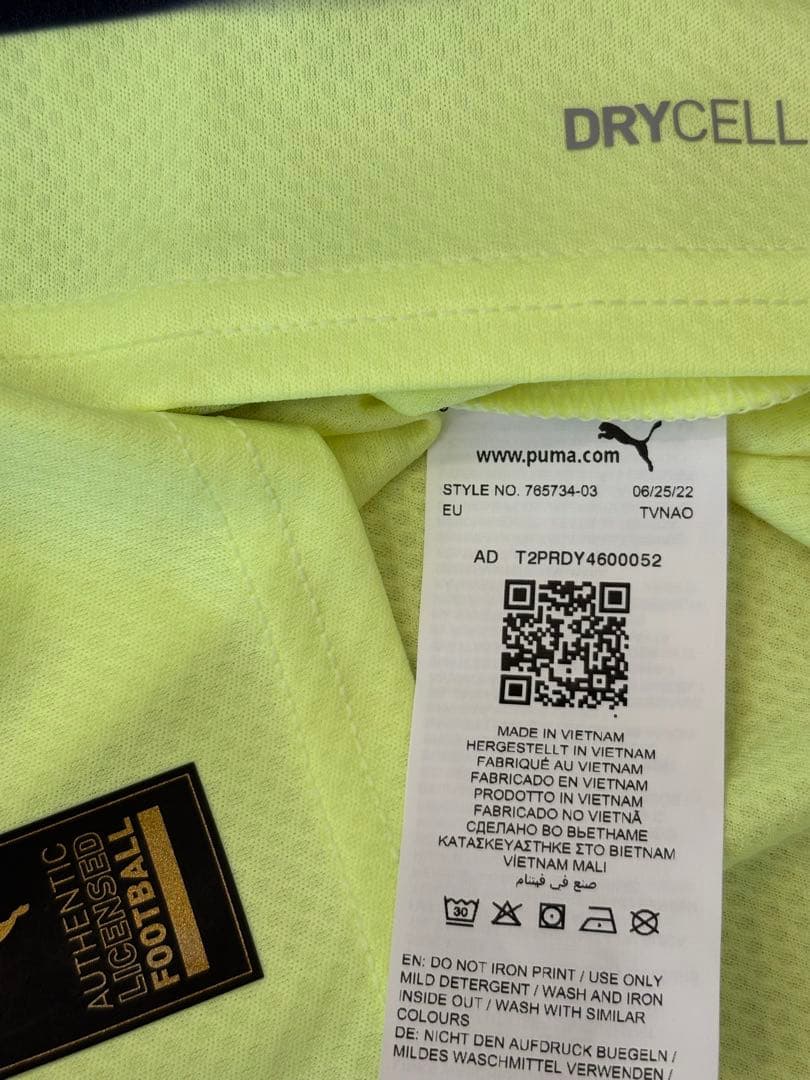 DRYCELL
www.puma.com
STYLE NO. 765734-03 06/25/22
EU TVNAO
AD T2PRDY4600052
MADE IN VIETNAM
HERGESTELLT IN VIETNAM
FABRIQUÉ AU VIETNAM
FABRICADO EN VIETNAM
PRODOTTO IN VIETNAM
FABRICADO NO VIETNÃ
СДЕЛАНО ВО ВЬЕТНАМЕ
ΚΑΤΑΣΚΕΥΑΣΤΗΚΕ ΣΤΟ ΒΙΕΤΝΑΜ
VİETNAM MALI
صنع في فيتنام
30
EN: DO NOT IRON PRINT / USE ONLY
MILD DETERGENT / WASH AND IRON
INSIDE OUT / WASH WITH SIMILAR
COLOURS
DE: NICHT DEN AUFDRUCK BUEGELN /
MILDES WASCHMITTEL VERWENDEN /
AUTHENTIC
LICENSED
FOOTBALL